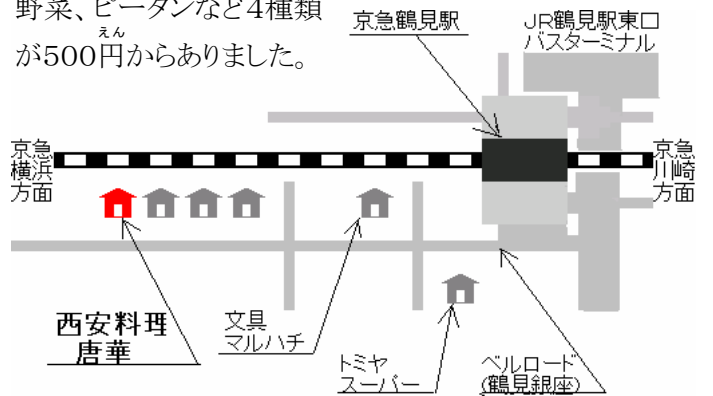 野菜、ピータンなど４種類
えん
が５００円からありました。
京急鶴見駅
ＪＲ鶴見駅東口
バスターミナル
京急
横浜
方面
京急
川崎
方面
西安料理
唐華
文具
マルハチ
トミヤ
スーパー
ベルロード
(鶴見銀座)